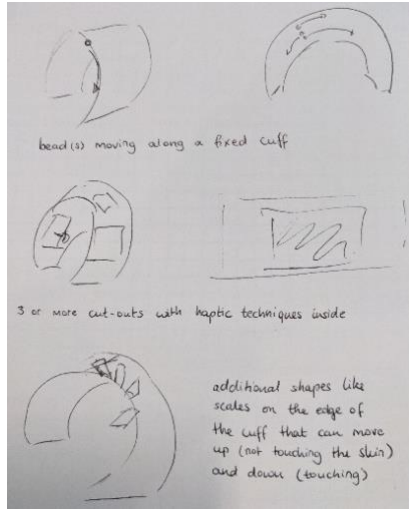 bead(s) moving along a fixed cuff
3 or more cut-outs with haptic techniques inside
additional shapes like
scales on the edge of
the cuff that can move
up (not touching the skin)
and down (touching)